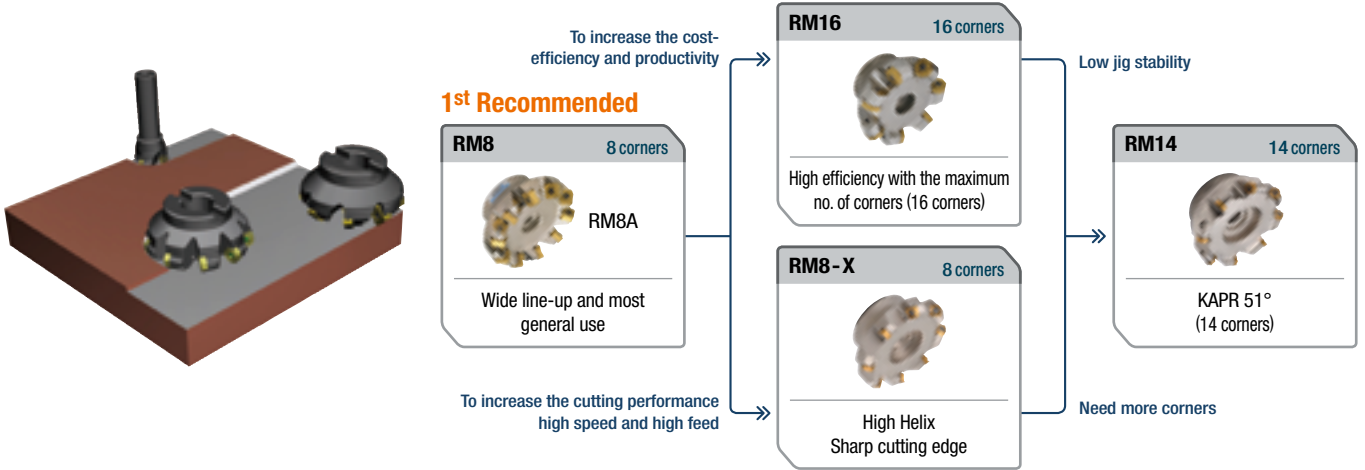 1st Recommended
RM8 8 corners
RM8A
Wide line-up and most
general use
To increase the cost-
efficiency and productivity
RM16 16 corners
High efficiency with the maximum
no. of corners (16 corners)
To increase the cutting performance
high speed and high feed
RM8-X 8 corners
High Helix
Sharp cutting edge
Low jig stability
Need more corners
RM14 14 corners
KAPR 51°
(14 corners)